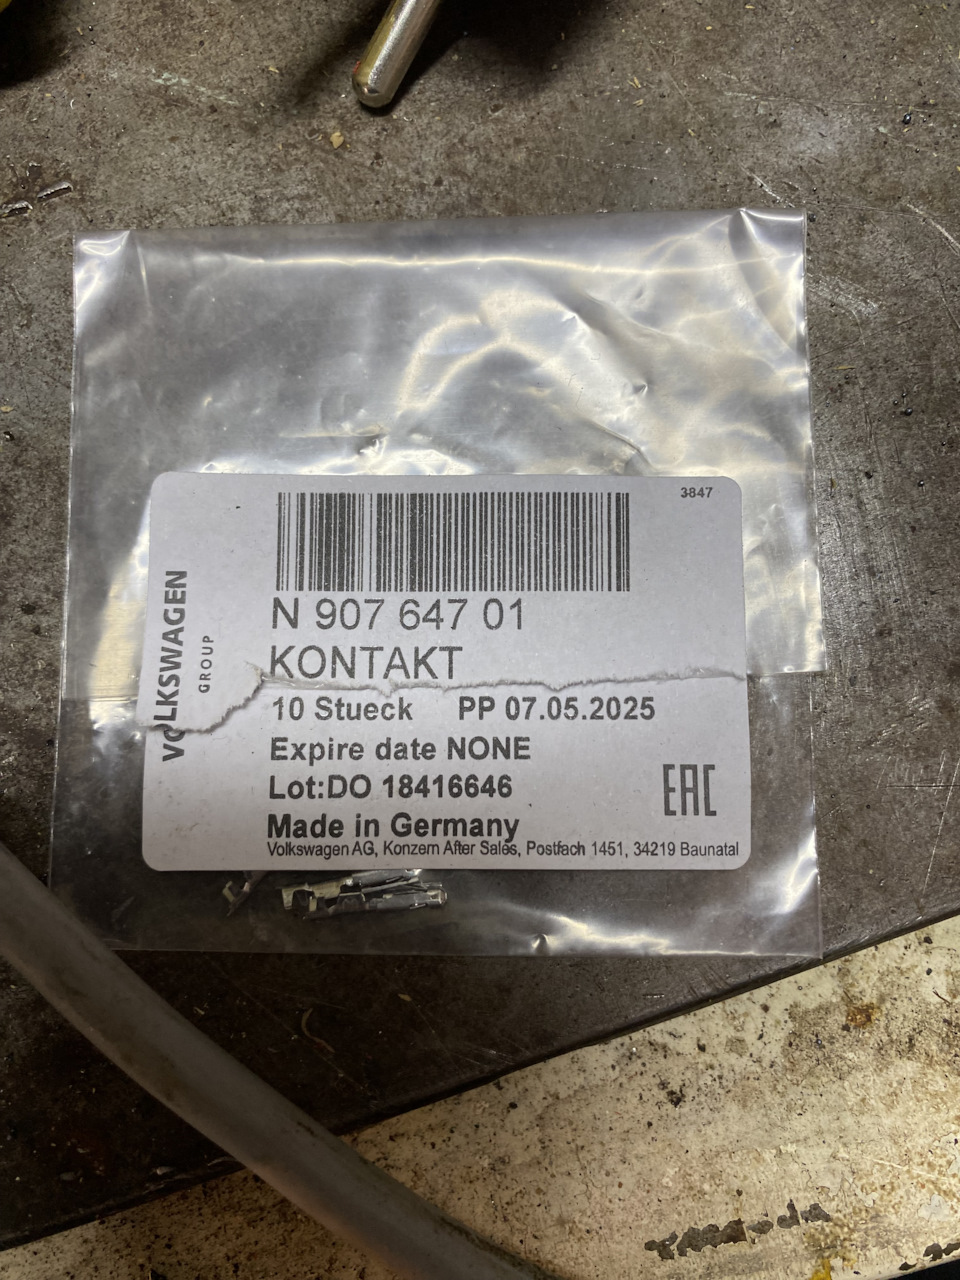 3847
N 907 647 01
KONTAKT
10 Stueck PP 07.05.2025
Expire date NONE
Lot:DO 18416646
Made in Germany
Volkswagen AG, Konzern After Sales, Postfach 1451, 34219 Baunatal
VOLKSWAGEN
GROUP
EAC